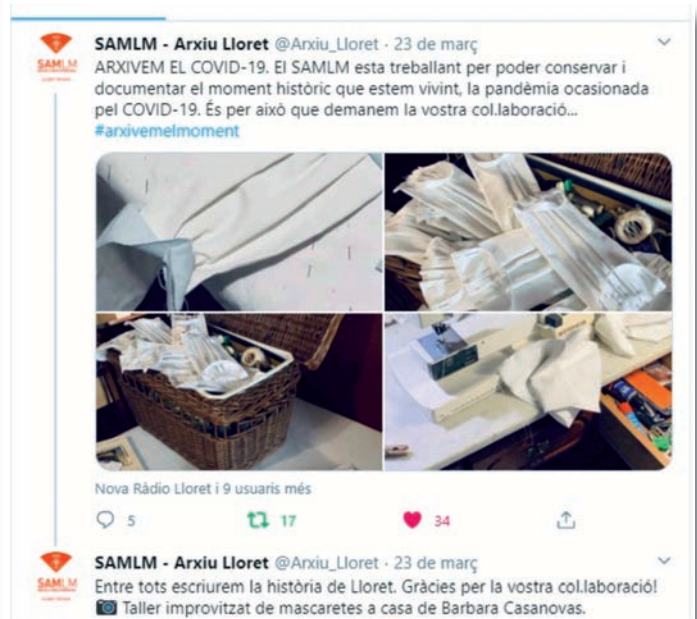 SAMLM - Arxiu Lloret @Arxiu_Lloret · 23 de març
SAMLM
ARXIVEM EL COVID-19. El SAMLM esta treballant per poder conservar i
documentar el moment històric que estem vivint, la pandèmia ocasionada
pel COVID-19. És per això que demanem la vostra col.laboració...
#arxivemelmoment
Nova Ràdio Lloret i 9 usuaris més
5 17 34
SAMLM - Arxiu Lloret @Arxiu_Lloret · 23 de març
SAMLM
Entre tots escriurem la història de Lloret. Gràcies per la vostra col.laboració!
📷 Taller improvitzat de mascaretes a casa de Barbara Casanovas.